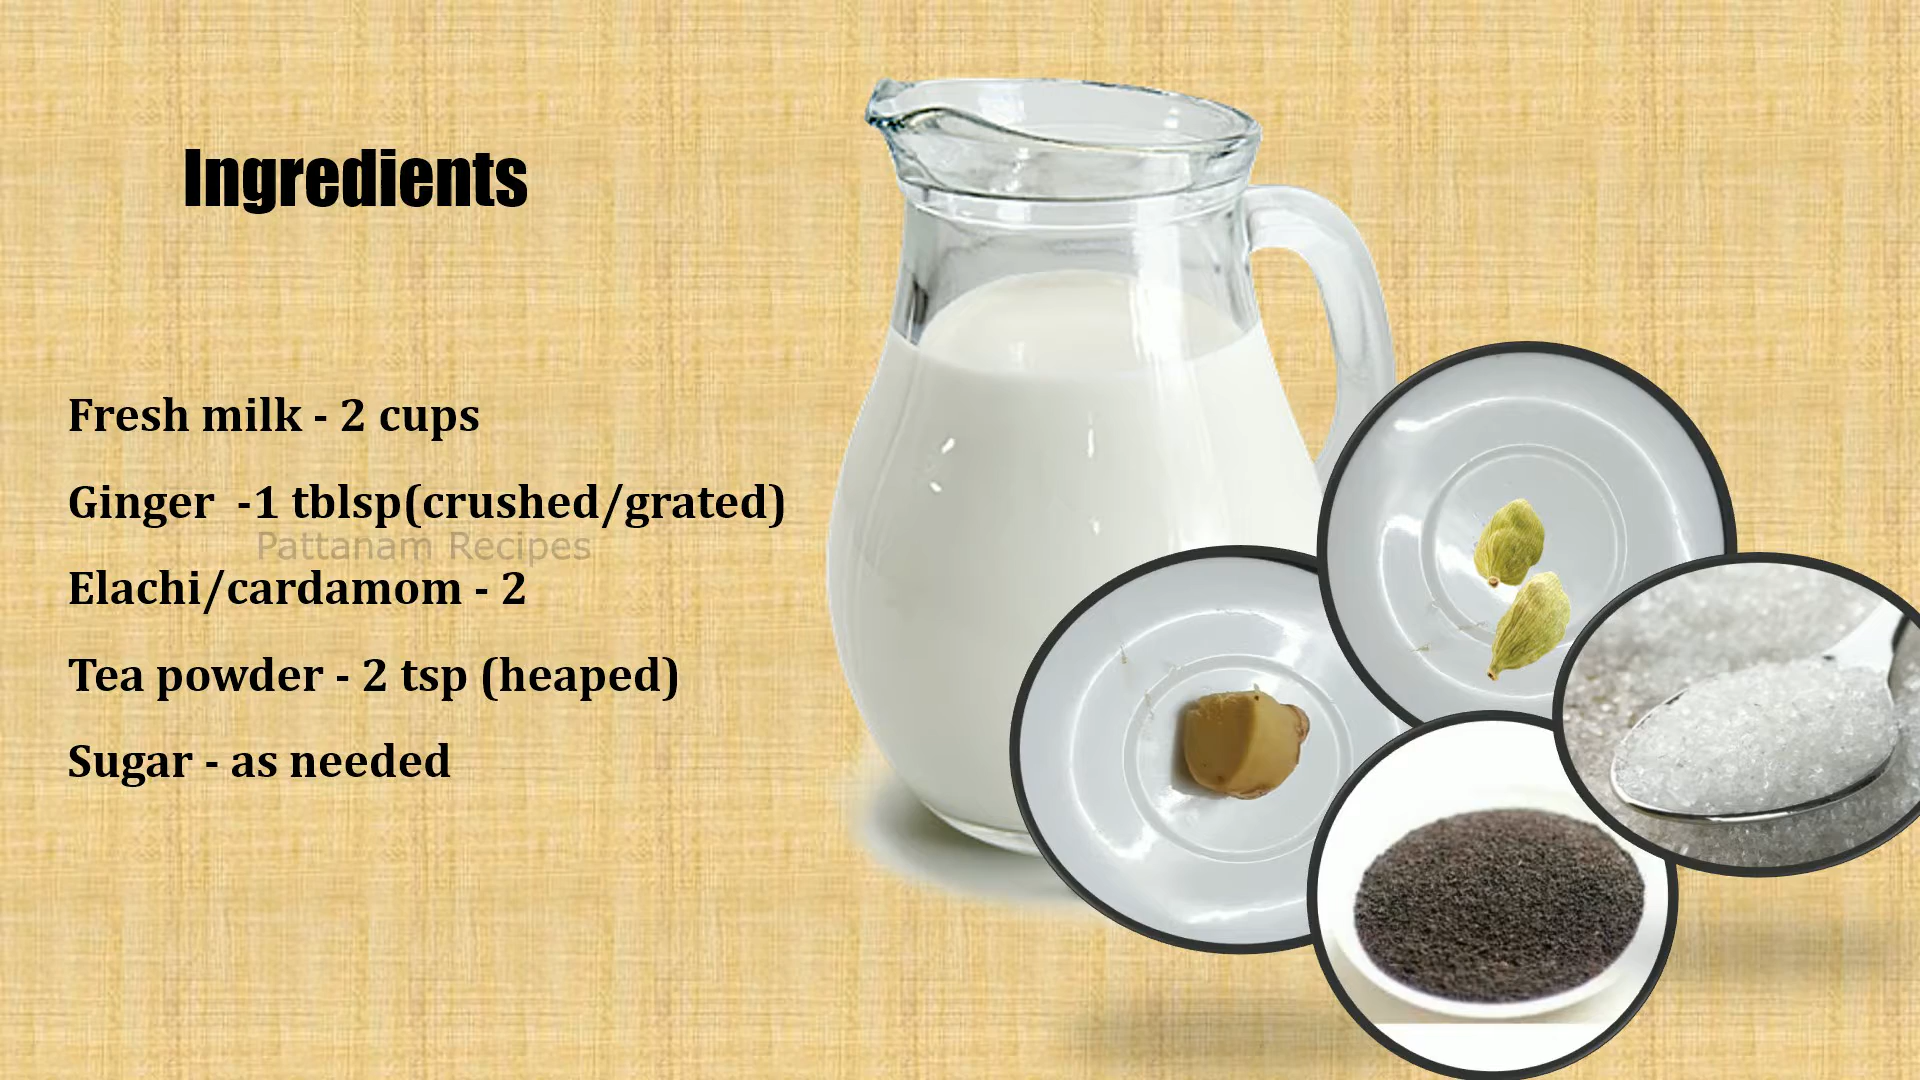 Ingredients
Fresh milk - 2 cups
Ginger  -1 tblsp(crushed/grated)
Pattanam Recipes
Elachi/cardamom - 2
Tea powder - 2 tsp (heaped)
Sugar - as needed